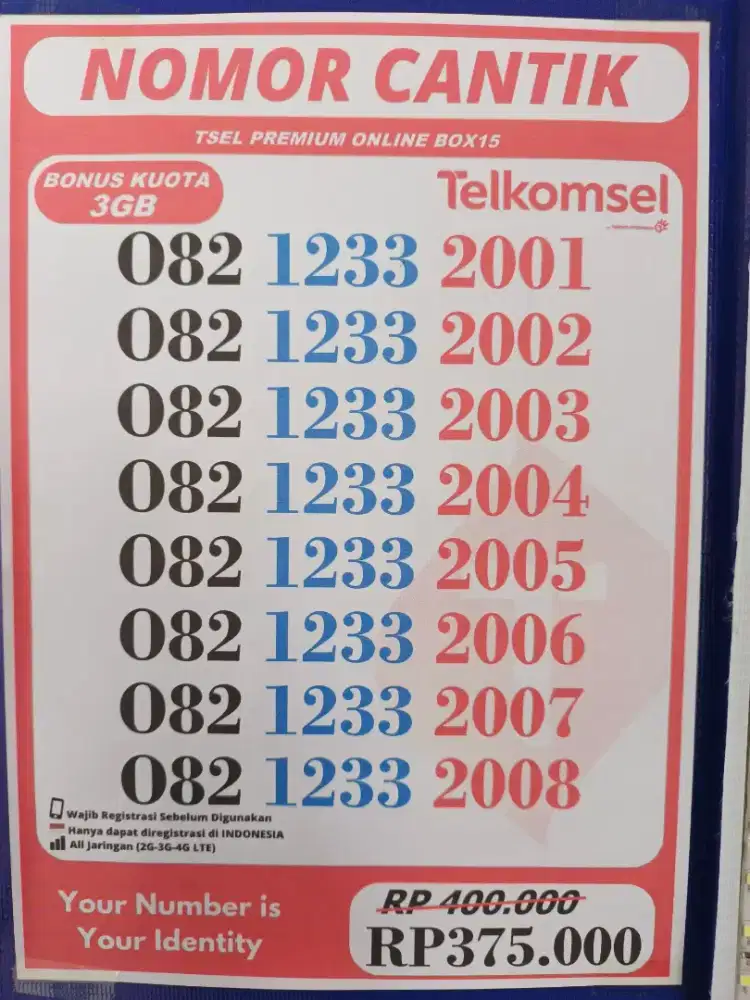 NOMOR CANTIK
TSEL PREMIUM ONLINE BOX15
BONUS KUOTA
3GB
Telkomsel
082 1233 2001
082 1233 2002
082 1233 2003
082 1233 2004
082 1233 2005
082 1233 2006
082 1233 2007
082 1233 2008
Wajib Registrasi Sebelum Digunakan
Hanya dapat diregistrasi di INDONESIA
All Jaringan (2G-3G-4G LTE)
Your Number is
Your Identity
RP 400.000
RP375.000